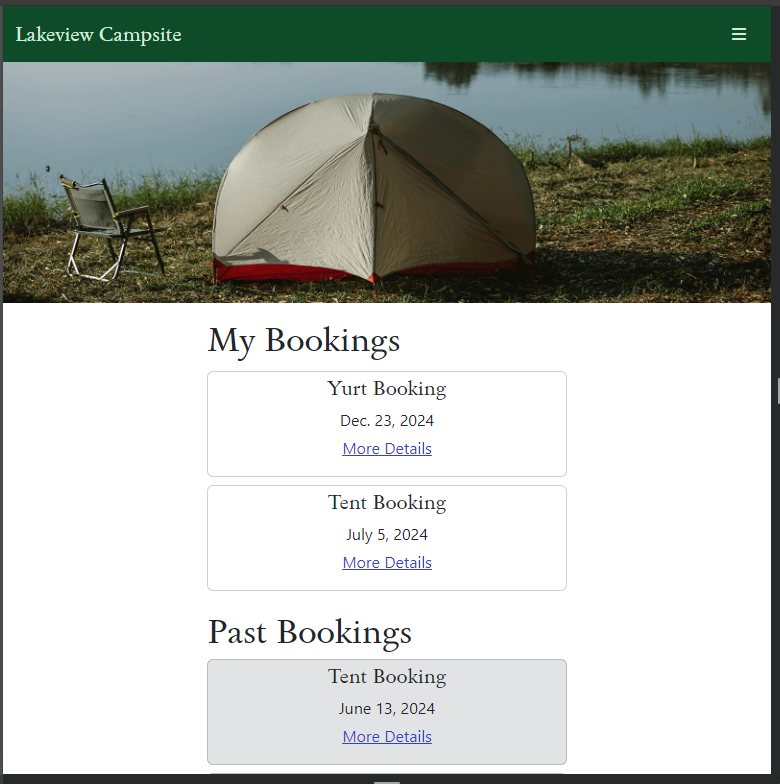 Lakeview Campsite
My Bookings
Yurt Booking
Dec. 23, 2024
More Details
Tent Booking
July 5, 2024
More Details
Past Bookings
Tent Booking
June 13, 2024
More Details